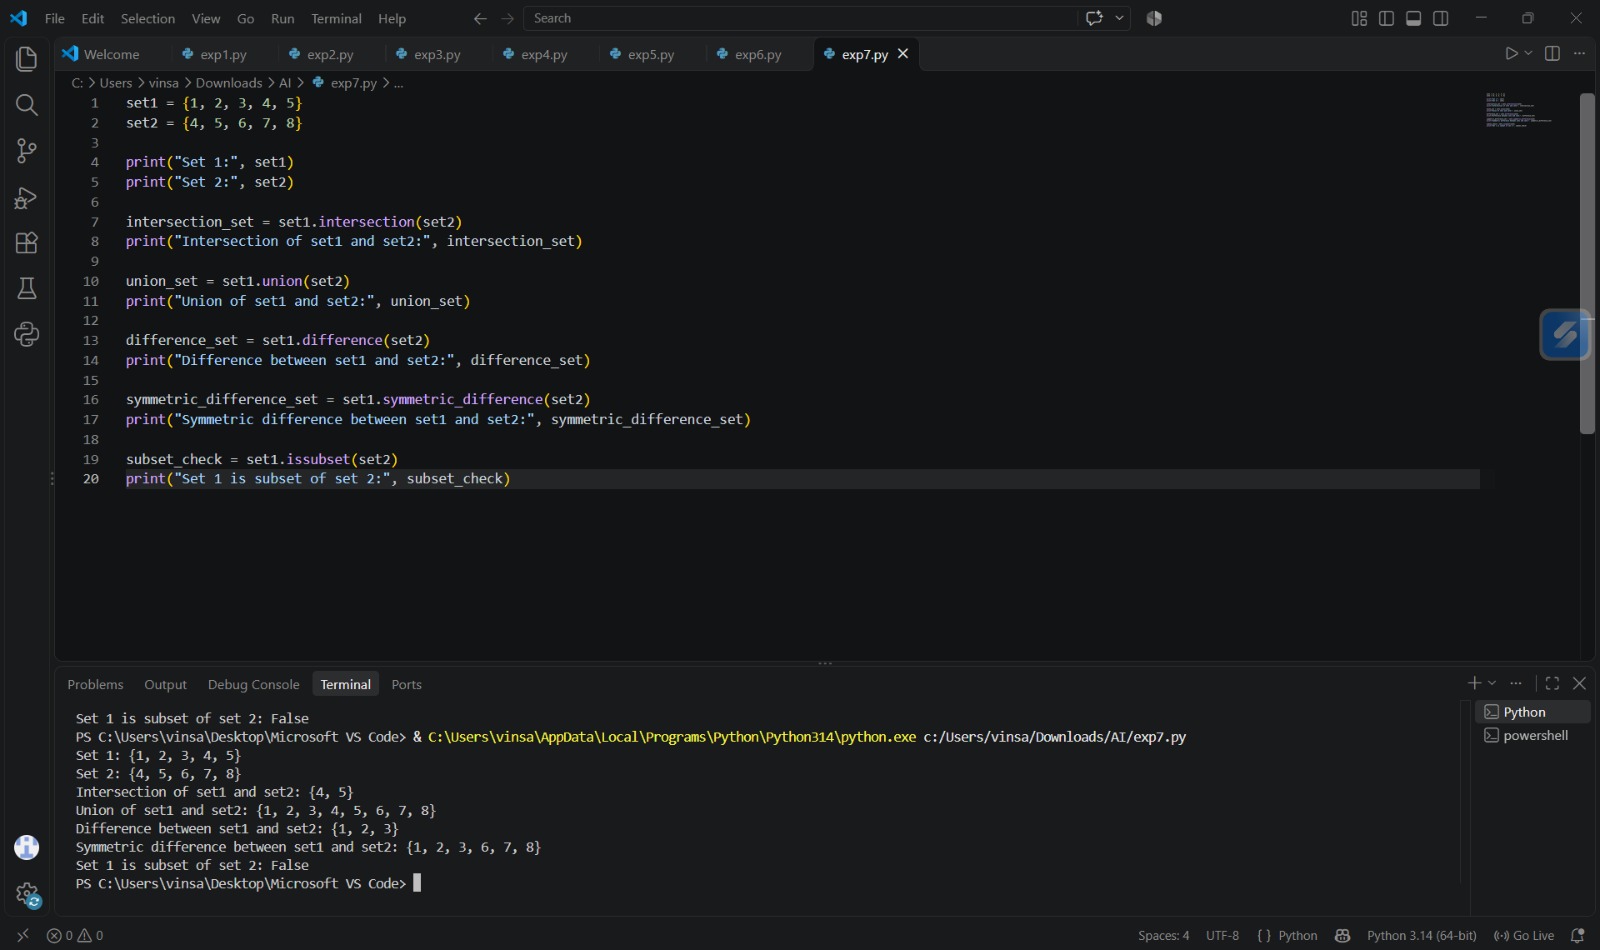 File Edit Selection View Go Run Terminal Help Search
Welcome exp1.py exp2.py exp3.py exp4.py exp5.py exp6.py exp7.py
C: > Users > vinsa > Downloads > AI > exp7.py > ...
1 set1 = {1, 2, 3, 4, 5}
2 set2 = {4, 5, 6, 7, 8}
3
4 print("Set 1:", set1)
5 print("Set 2:", set2)
6
7 intersection_set = set1.intersection(set2)
8 print("Intersection of set1 and set2:", intersection_set)
9
10 union_set = set1.union(set2)
11 print("Union of set1 and set2:", union_set)
12
13 difference_set = set1.difference(set2)
14 print("Difference between set1 and set2:", difference_set)
15
16 symmetric_difference_set = set1.symmetric_difference(set2)
17 print("Symmetric difference between set1 and set2:", symmetric_difference_set)
18
19 subset_check = set1.issubset(set2)
20 print("Set 1 is subset of set 2:", subset_check)
Problems Output Debug Console Terminal Ports
Set 1 is subset of set 2: False
PS C:\Users\vinsa\Desktop\Microsoft VS Code> & C:\Users\vinsa\AppData\Local\Programs\Python\Python314\python.exe c:/Users/vinsa/Downloads/AI/exp7.py
Set 1: {1, 2, 3, 4, 5}
Set 2: {4, 5, 6, 7, 8}
Intersection of set1 and set2: {4, 5}
Union of set1 and set2: {1, 2, 3, 4, 5, 6, 7, 8}
Difference between set1 and set2: {1, 2, 3}
Symmetric difference between set1 and set2: {1, 2, 3, 6, 7, 8}
Set 1 is subset of set 2: False
PS C:\Users\vinsa\Desktop\Microsoft VS Code>
Python
powershell
0 0 Spaces: 4 UTF-8 { } Python Python 3.14 (64-bit) Go Live